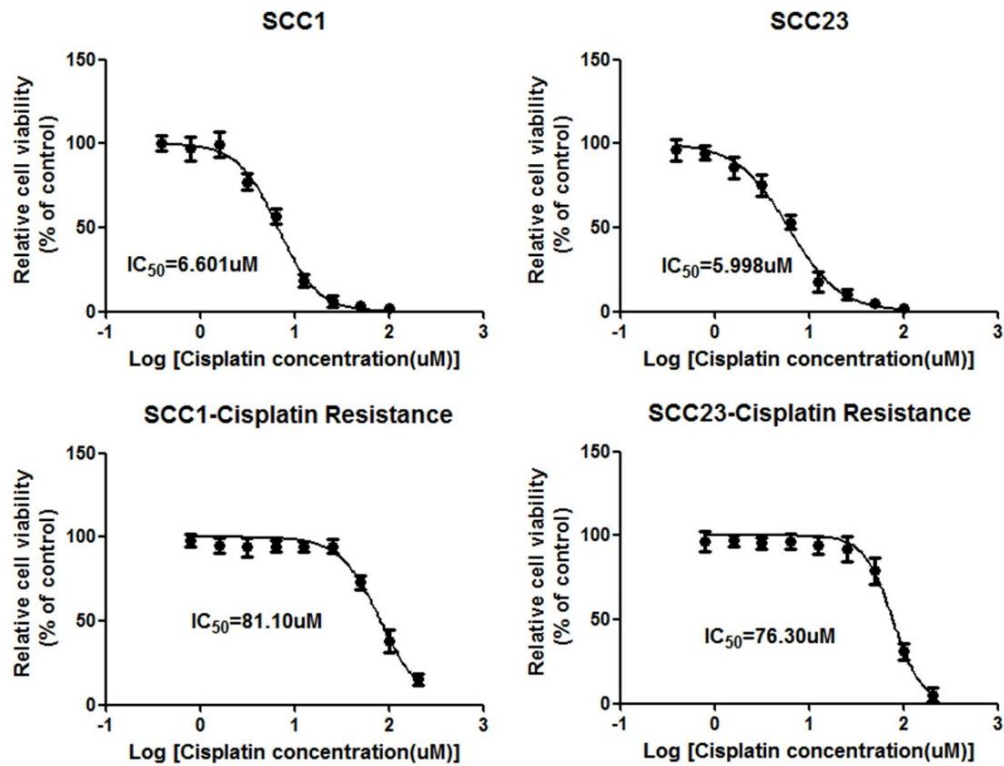 SCC1
Relative cell viability
(% of control)
150
100
50
0
IC50=6.601uM
-1 0 1 2 3
Log [Cisplatin concentration(uM)]
SCC23
Relative cell viability
(% of control)
150
100
50
0
IC50=5.998uM
-1 0 1 2 3
Log [Cisplatin concentration(uM)]
SCC1-Cisplatin Resistance
Relative cell viability
(% of control)
150
100
50
0
IC50=81.10uM
-1 0 1 2 3
Log [Cisplatin concentration(uM)]
SCC23-Cisplatin Resistance
Relative cell viability
(% of control)
150
100
50
0
IC50=76.30uM
-1 0 1 2 3
Log [Cisplatin concentration(uM)]